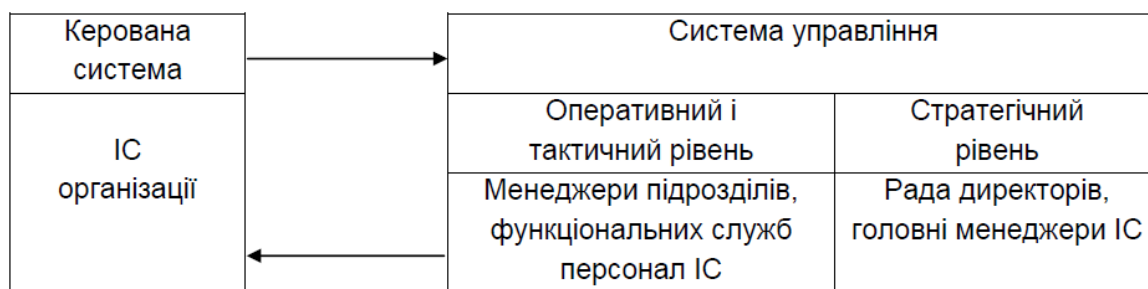 Керована
система
Система управління
ІС
організації
Оперативний і
тактичний рівень
Стратегічний
рівень
Менеджери підрозділів,
функціональних служб
персонал ІС
Рада директорів,
головні менеджери ІС